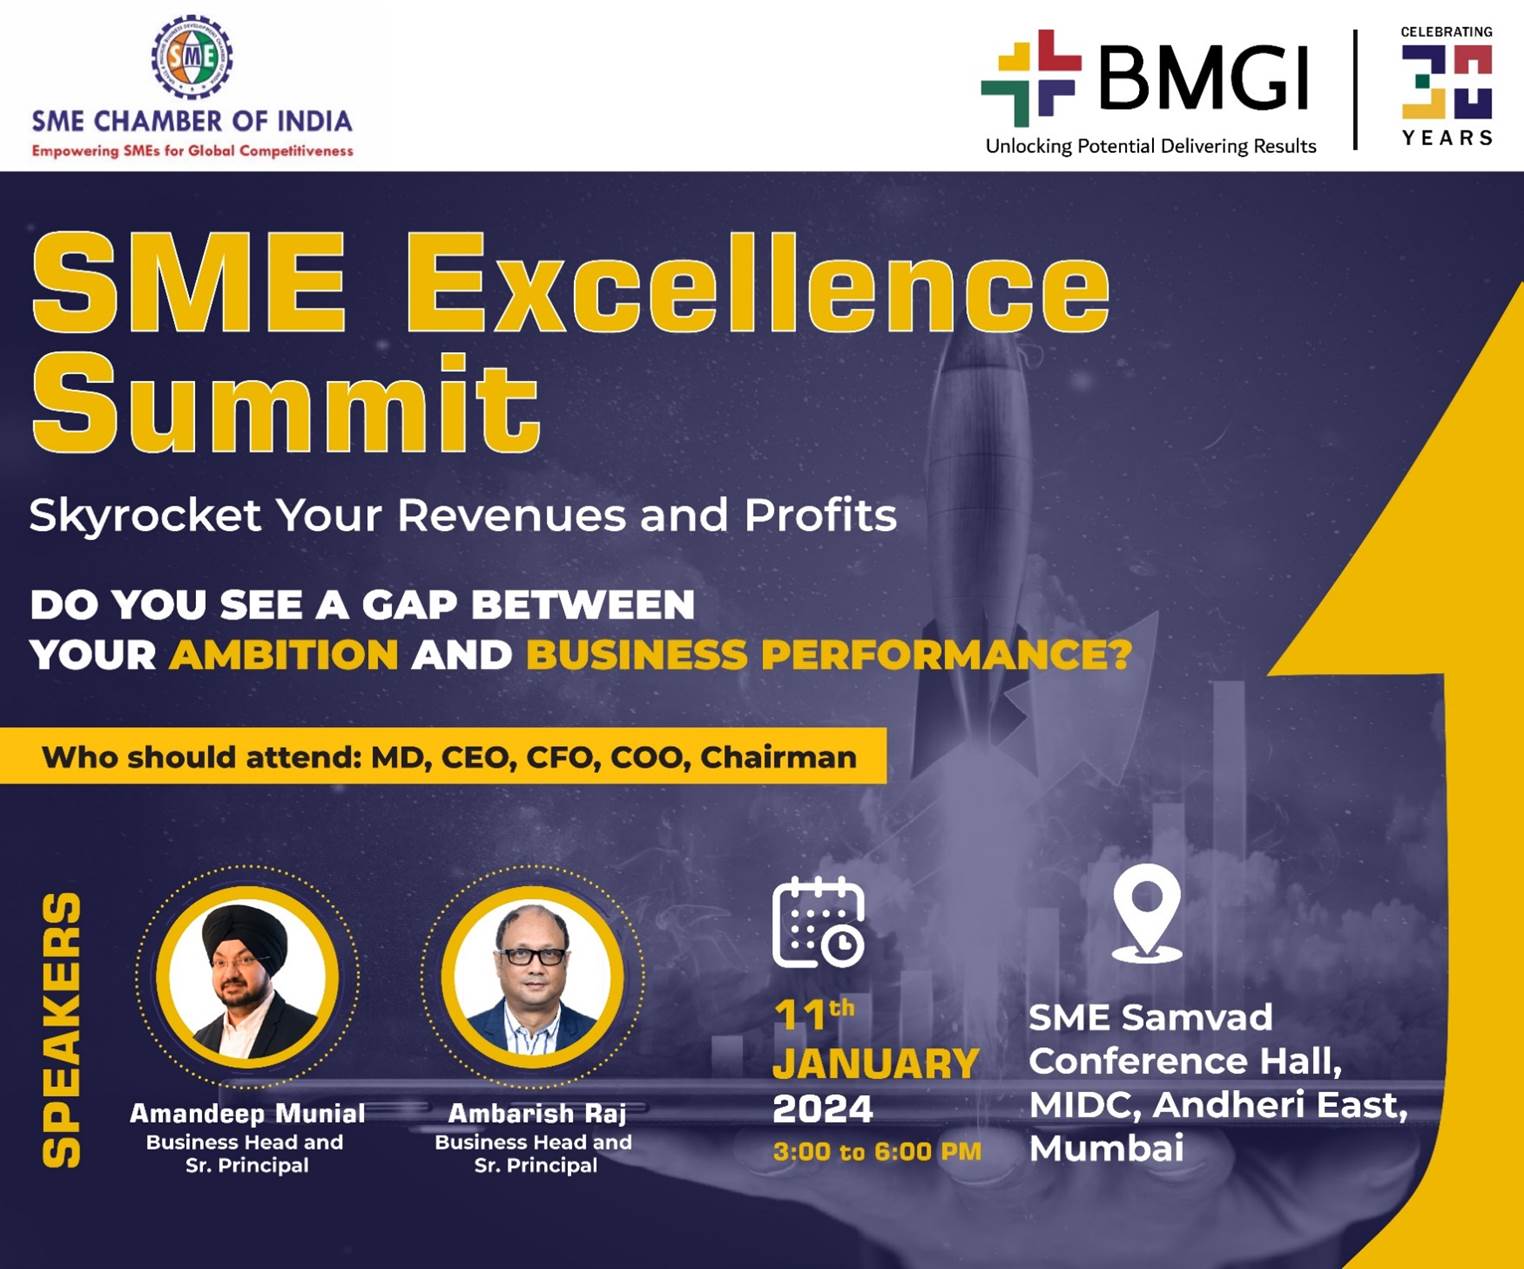 SME
SME CHAMBER OF INDIA
Empowering SMEs for Global Competitiveness
BMGI
Unlocking Potential Delivering Results
CELEBRATING
30
YEARS
SME Excellence
Summit
Skyrocket Your Revenues and Profits
DO YOU SEE A GAP BETWEEN
YOUR AMBITION AND BUSINESS PERFORMANCE?
Who should attend: MD, CEO, CFO, COO, Chairman
SPEAKERS
Amandeep Munial
Business Head and
Sr. Principal
Ambarish Raj
Business Head and
Sr. Principal
11th
JANUARY
2024
3:00 to 6:00 PM
SME Samvad
Conference Hall,
MIDC, Andheri East,
Mumbai